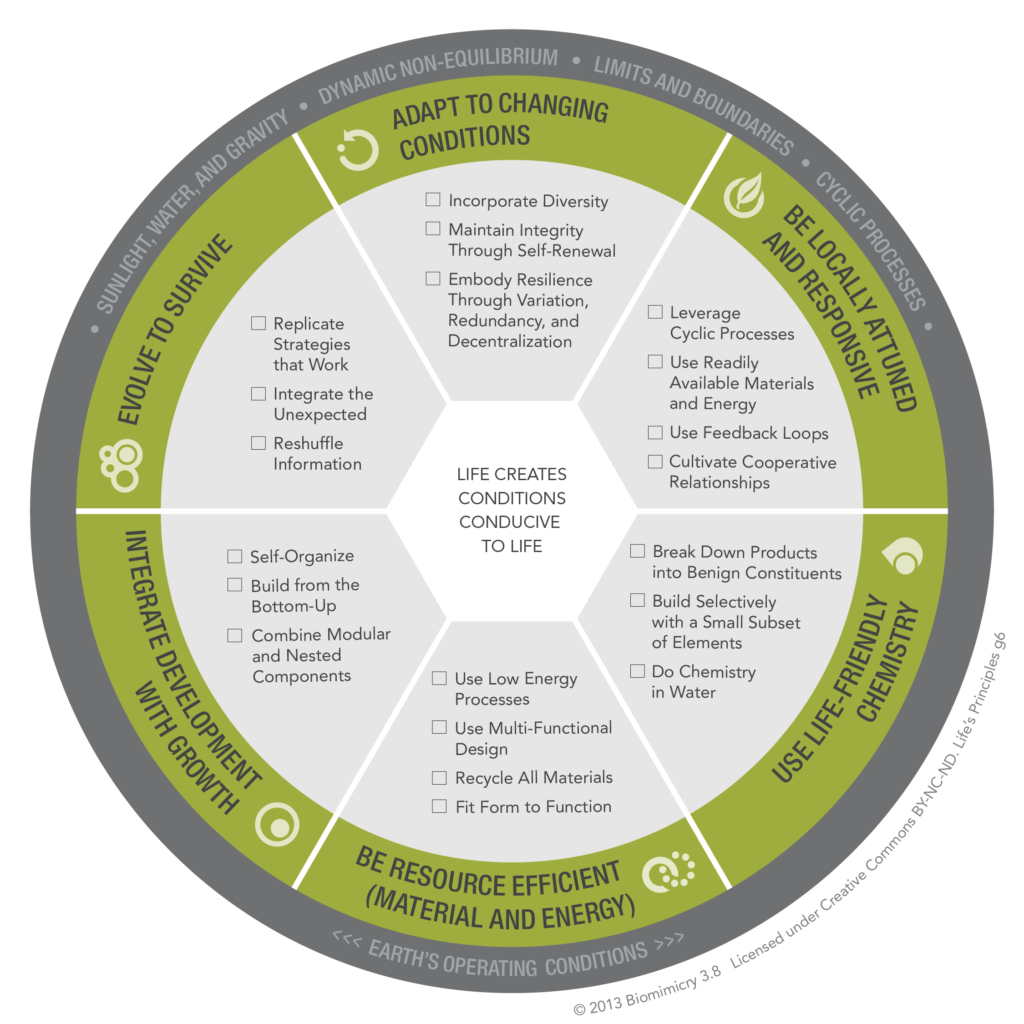 • SUNLIGHT, WATER, AND GRAVITY • DYNAMIC NON-EQUILIBRIUM • LIMITS AND BOUNDARIES • CYCLIC PROCESSES •
ADAPT TO CHANGING
CONDITIONS
Incorporate Diversity
Maintain Integrity
Through Self-Renewal
Embody Resilience
Through Variation,
Redundancy, and
Decentralization
BE LOCALLY ATTUNED
AND RESPONSIVE
Leverage
Cyclic Processes
Use Readily
Available Materials
and Energy
Use Feedback Loops
Cultivate Cooperative
Relationships
USE LIFE-FRIENDLY
CHEMISTRY
Break Down Products
into Benign Constituents
Build Selectively
with a Small Subset
of Elements
Do Chemistry
in Water
BE RESOURCE EFFICIENT
(MATERIAL AND ENERGY)
Use Low Energy
Processes
Use Multi-Functional
Design
Recycle All Materials
Fit Form to Function
INTEGRATE DEVELOPMENT
WITH GROWTH
Self-Organize
Build from the
Bottom-Up
Combine Modular
and Nested
Components
EVOLVE TO SURVIVE
Replicate
Strategies
that Work
Integrate the
Unexpected
Reshuffle
Information
LIFE CREATES
CONDITIONS
CONDUCIVE
TO LIFE
<<< EARTH'S OPERATING CONDITIONS >>>
© 2013 Biomimicry 3.8 Licensed under Creative Commons BY-NC-ND. Life's Principles g6